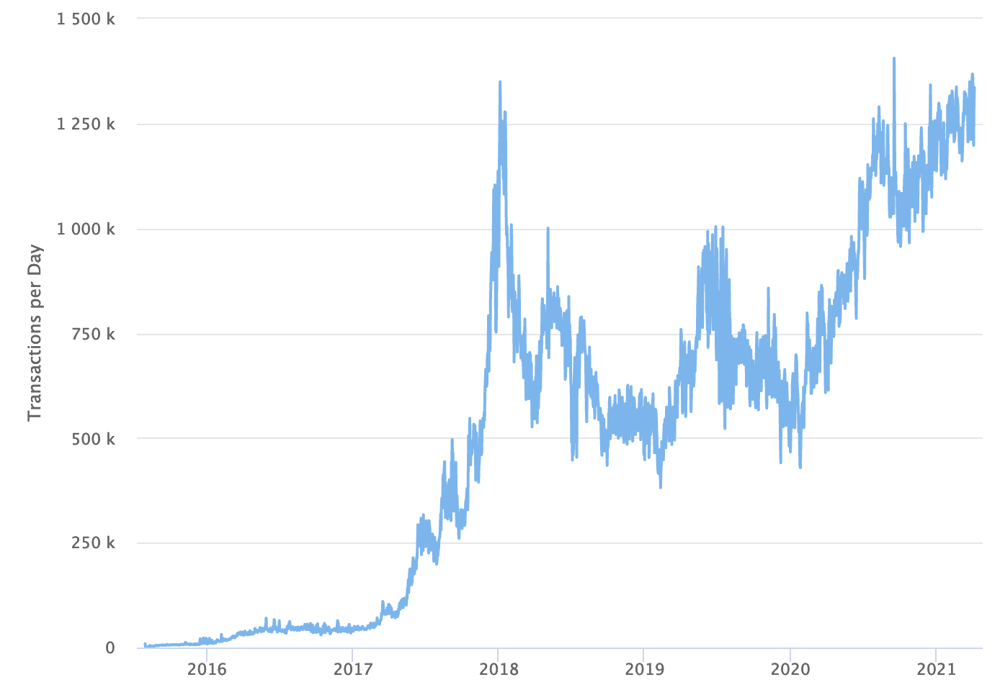 1 500 k
1 250 k
1 000 k
750 k
500 k
250 k
0
Transactions per Day
2016 2017 2018 2019 2020 2021